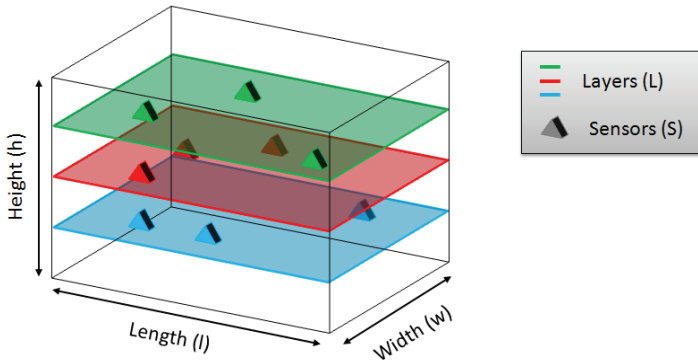 Height (h)
Length (l)
Width (w)
Layers (L)
Sensors (S)